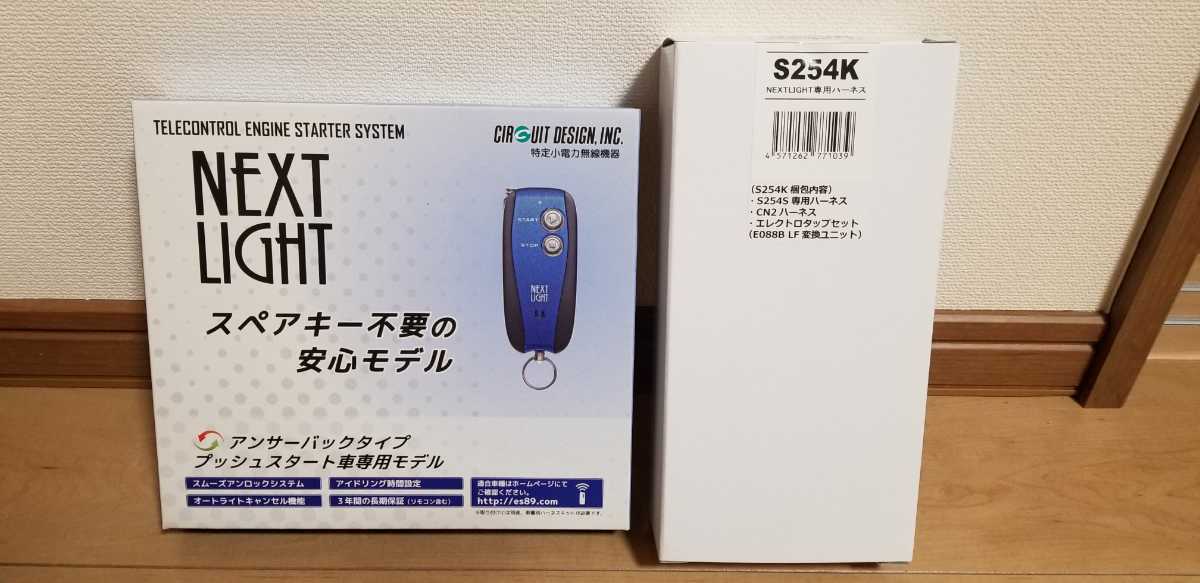 TELECONTROL ENGINE STARTER SYSTEM
CIRCUIT DESIGN, INC.
特定小電力無線機器
NEXT
LIGHT
START
STOP
NEXT
LIGHT
スペアキー不要の
安心モデル
アンサーバックタイプ
プッシュスタート車専用モデル
スムーズアンロックシステム
アイドリング時間設定
オートライトキャンセル機能
3年間の長期保証(リモコン含む)
適合車種はホームページにて
ご確認ください。
http://es89.com
S254K
NEXTLIGHT専用ハーネス
4 571262 771039
(S254K 梱包内容)
・S254S 専用ハーネス
・CN2 ハーネス
・エレクトロタップセット
(E088B LF 変換ユニット)